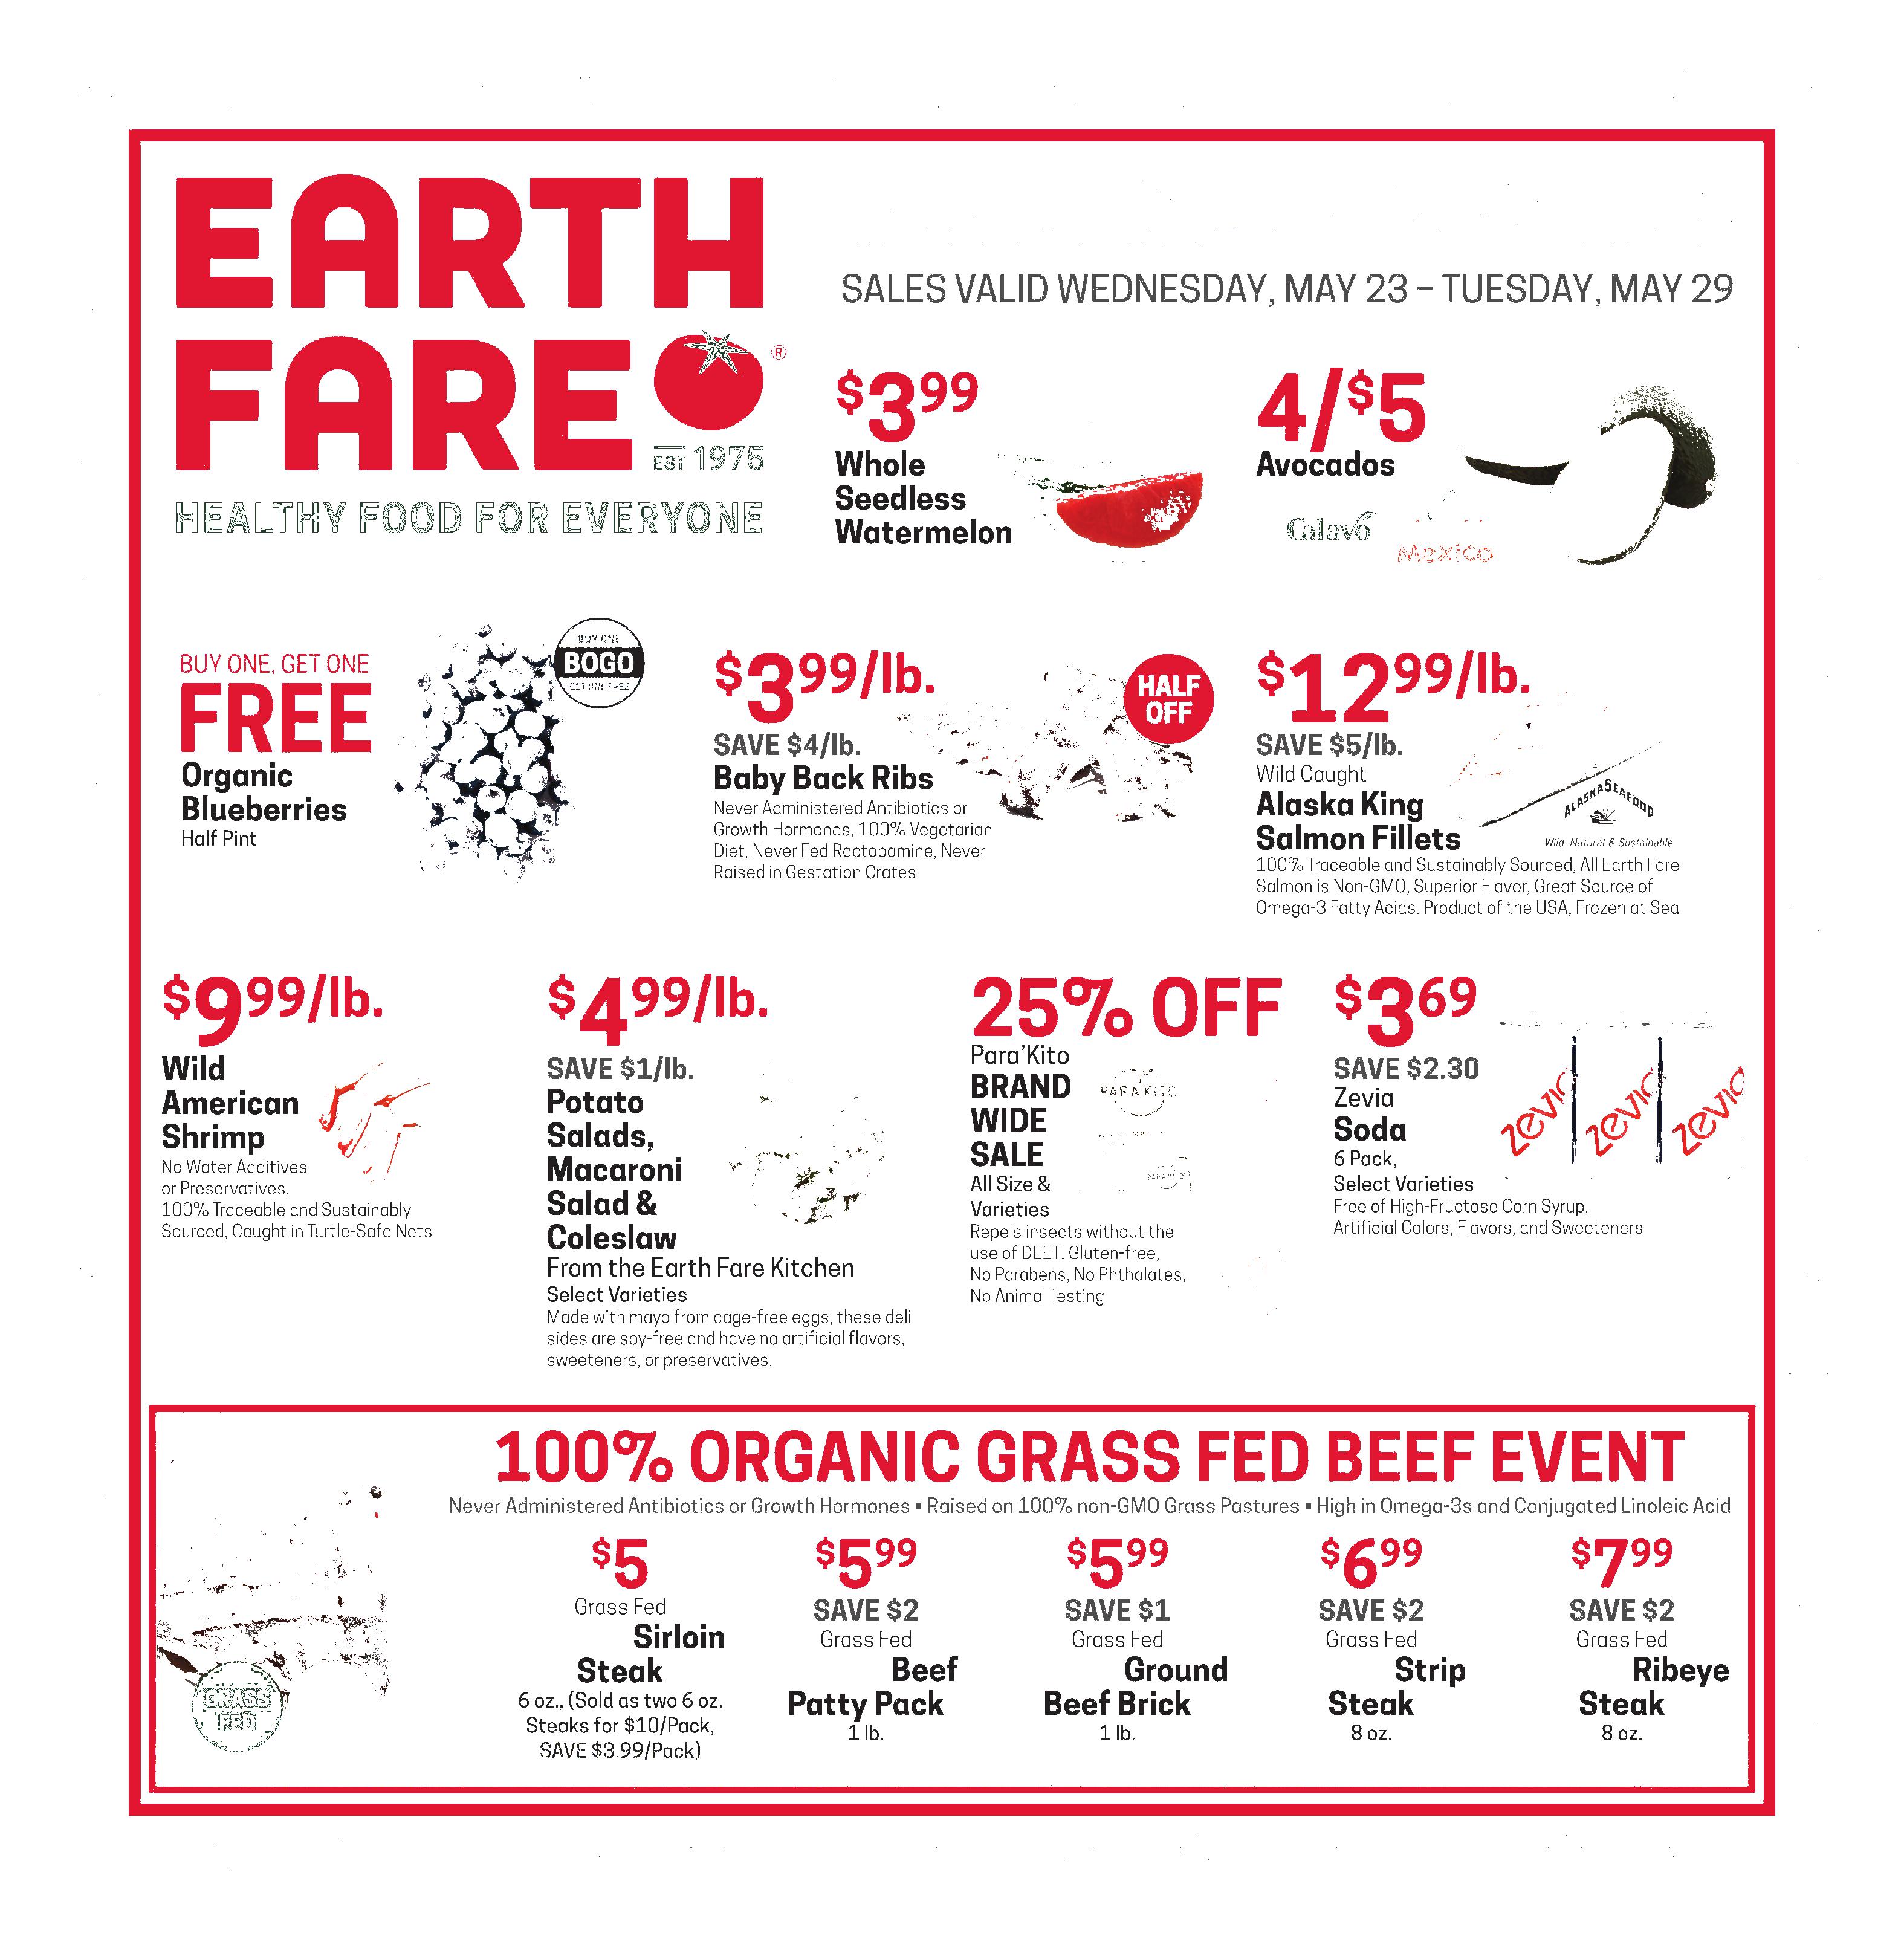 EARTH
FARE®
EST 1975
HEALTHY FOOD FOR EVERYONE
SALES VALID WEDNESDAY, MAY 23 – TUESDAY, MAY 29
$3.99
Whole
Seedless
Watermelon
4/$5
Avocados
Calavo
Mexico
BUY ONE, GET ONE
FREE
Organic
Blueberries
Half Pint
BUY ONE
BOGO
GET ONE FREE
$3.99/lb.
SAVE $4/lb.
Baby Back Ribs
Never Administered Antibiotics or
Growth Hormones, 100% Vegetarian
Diet, Never Fed Ractopamine, Never
Raised in Gestation Crates
HALF
OFF
$12.99/lb.
SAVE $5/lb.
Wild Caught
Alaska King
Salmon Fillets
100% Traceable and Sustainably Sourced, All Earth Fare
Salmon is Non-GMO, Superior Flavor, Great Source of
Omega-3 Fatty Acids. Product of the USA, Frozen at Sea
ALASKA SEAFOOD
Wild, Natural & Sustainable
$9.99/lb.
Wild
American
Shrimp
No Water Additives
or Preservatives,
100% Traceable and Sustainably
Sourced, Caught in Turtle-Safe Nets
$4.99/lb.
SAVE $1/lb.
Potato
Salads,
Macaroni
Salad &
Coleslaw
From the Earth Fare Kitchen
Select Varieties
Made with mayo from cage-free eggs, these deli
sides are soy-free and have no artificial flavors,
sweeteners, or preservatives.
25% OFF
Para'Kito
BRAND
WIDE
SALE
All Size &
Varieties
Repels insects without the
use of DEET. Gluten-free,
No Parabens, No Phthalates,
No Animal Testing
PARAKITO
PARAKITO
$3.69
SAVE $2.30
Zevia
Soda
6 Pack,
Select Varieties
Free of High-Fructose Corn Syrup,
Artificial Colors, Flavors, and Sweeteners
zevia
zevia
zevia
100% ORGANIC GRASS FED BEEF EVENT
Never Administered Antibiotics or Growth Hormones ▪ Raised on 100% non-GMO Grass Pastures ▪ High in Omega-3s and Conjugated Linoleic Acid
GRASS
FED
$5
Grass Fed
Sirloin
Steak
6 oz., (Sold as two 6 oz.
Steaks for $10/Pack,
SAVE $3.99/Pack)
$5.99
SAVE $2
Grass Fed
Beef
Patty Pack
1 lb.
$5.99
SAVE $1
Grass Fed
Ground
Beef Brick
1 lb.
$6.99
SAVE $2
Grass Fed
Strip
Steak
8 oz.
$7.99
SAVE $2
Grass Fed
Ribeye
Steak
8 oz.